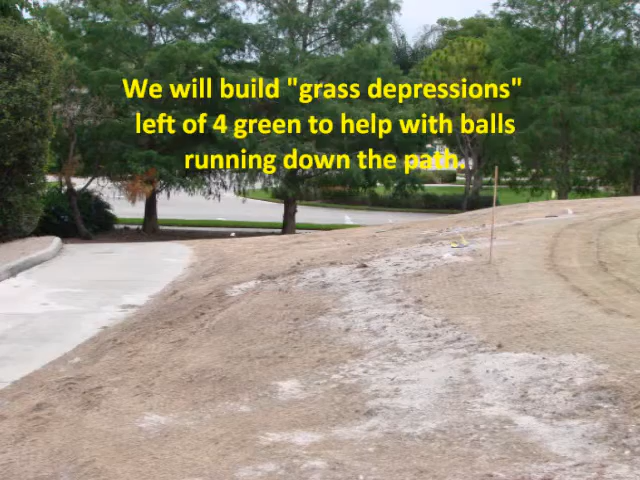 We will build "grass depressions"
left of 4 green to help with balls
running down the path.